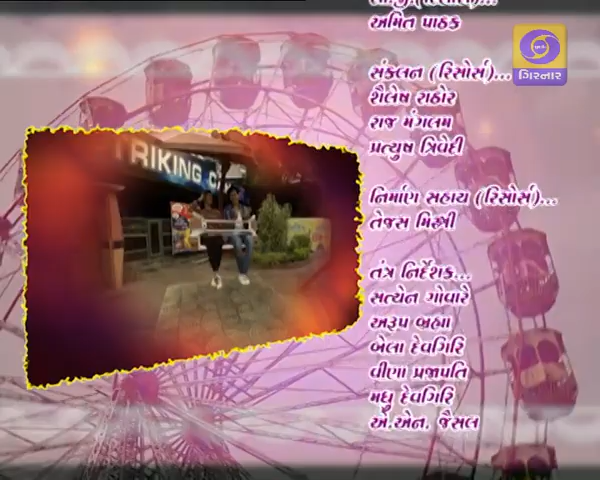 અમિત પાઠક
ગિરનાર
સંકલન (રિસોર્સ)...
શૈલેષ રાઠોર
રાજ મંગલમ
પ્રત્યુષ ત્રિવેદી
TRIKING C
નિર્માણ સહાય (રિસોર્સ)...
તેજસ મિસ્ત્રી
તંત્ર નિર્દેશક...
સત્યેન ગોવારે
અરૂપ બ્રહ્મા
બેલા દેવગિરિ
વીણા પ્રજાપતિ
મધુ દેવગિરિ
એ.એન. જૈસલ